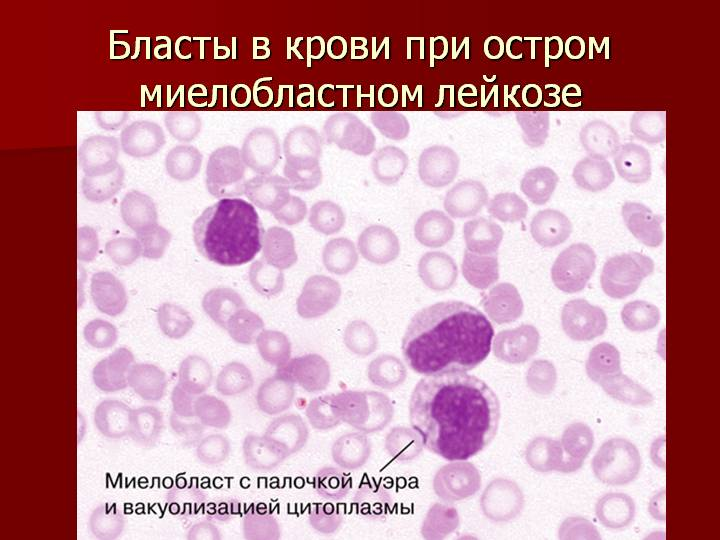 Бласты в крови при остром
миелобластном лейкозе
Миелобласт с палочкой Ауэра
и вакуолизацией цитоплазмы